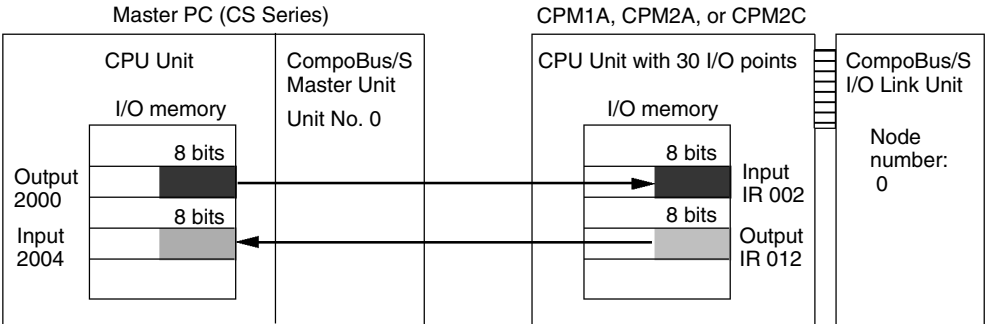 Master PC (CS Series)
CPU Unit
CompoBus/S
Master Unit
Unit No. 0
I/O memory
8 bits
Output
2000
8 bits
Input
2004
CPM1A, CPM2A, or CPM2C
CPU Unit with 30 I/O points
I/O memory
8 bits
Input
IR 002
8 bits
Output
IR 012
CompoBus/S
I/O Link Unit
Node
number:
0